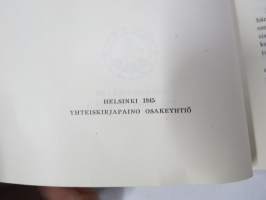 HELSINKI 1945
YHTEISKIRJAPAINO OSAKEYHTIÖ